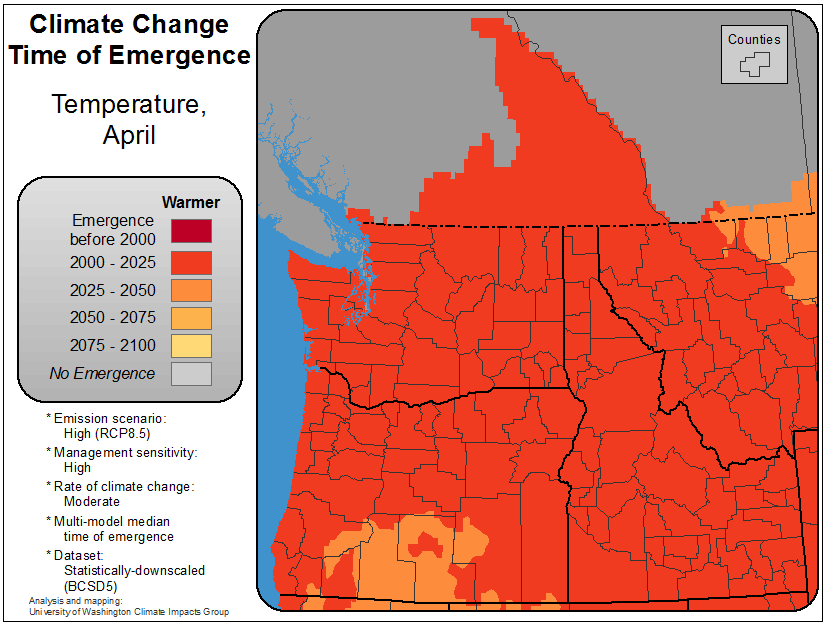 Climate Change
Time of Emergence
Temperature,
April
Counties
Warmer
Emergence
before 2000
2000 - 2025
2025 - 2050
2050 - 2075
2075 - 2100
No Emergence
* Emission scenario:
High (RCP8.5)
* Management sensitivity:
High
* Rate of climate change:
Moderate
* Multi-model median
time of emergence
* Dataset:
Statistically-downscaled
(BCSD5)
Analysis and mapping:
University of Washington Climate Impacts Group